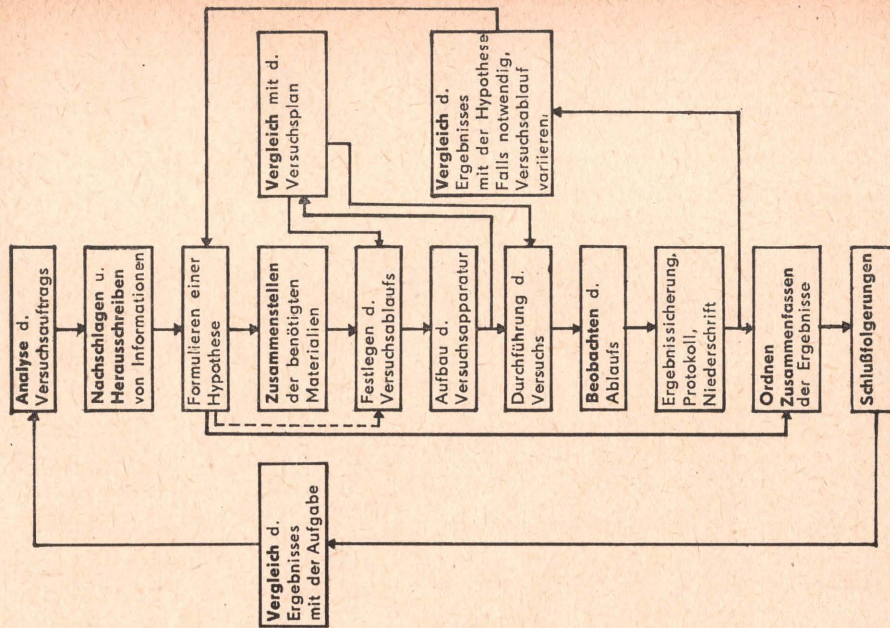 Analyse d.
Versuchsauftrags
Nachschlagen u.
Herausschreiben
von Informationen
Formulieren einer
Hypothese
Zusammenstellen
der benötigten
Materialien
Festlegen d.
Versuchsablaufs
Aufbau d.
Versuchsapparatur
Durchführung d.
Versuchs
Beobachten d.
Ablaufs
Ergebnissicherung,
Protokoll,
Niederschrift
Ordnen
Zusammenfassen
der Ergebnisse
Schlußfolgerungen
Vergleich mit d.
Versuchsplan
Vergleich d.
Ergebnisses
mit der Hypothese
Falls notwendig,
Versuchsablauf
variieren,
Vergleich d.
Ergebnisses
mit der Aufgabe